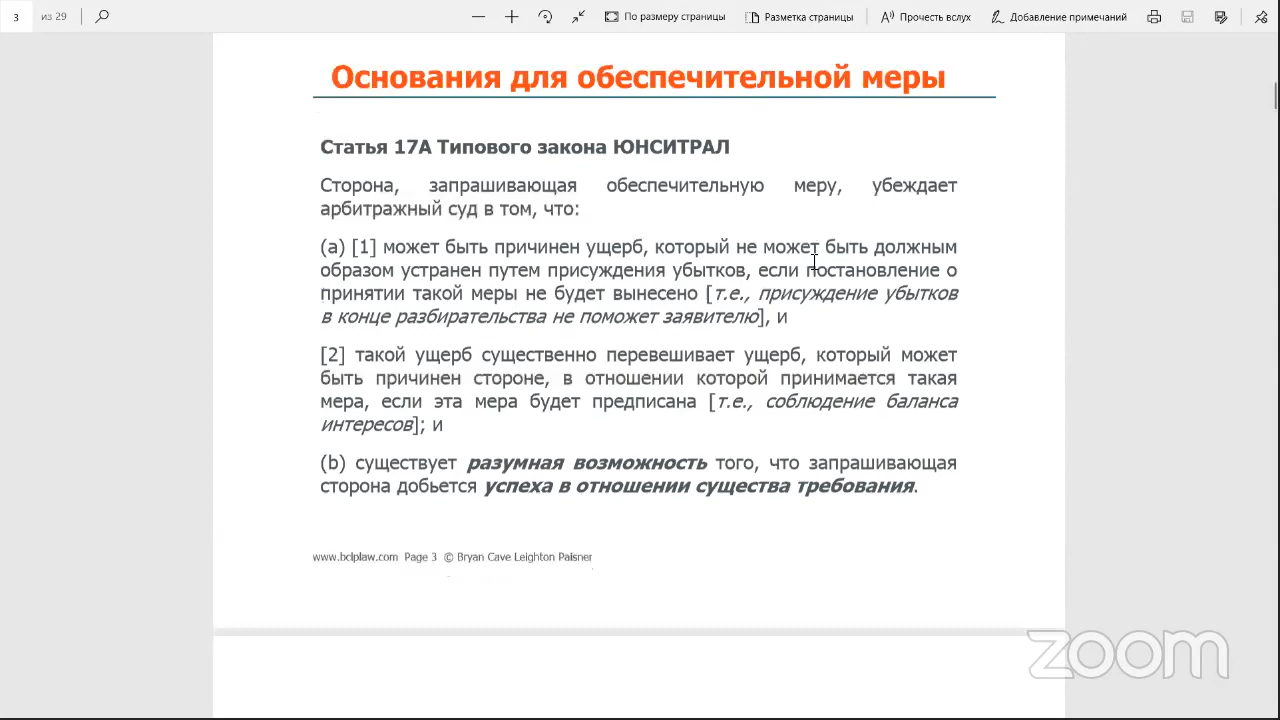 3 из 29 По размеру страницы Разметка страницы Прочесть вслух Добавление примечаний
Основания для обеспечительной меры
Статья 17А Типового закона ЮНСИТРАЛ
Сторона, запрашивающая обеспечительную меру, убеждает
арбитражный суд в том, что:
(a) [1] может быть причинен ущерб, который не может быть должным
образом устранен путем присуждения убытков, если постановление о
принятии такой меры не будет вынесено [т.е., присуждение убытков
в конце разбирательства не поможет заявителю], и
[2] такой ущерб существенно перевешивает ущерб, который может
быть причинен стороне, в отношении которой принимается такая
мера, если эта мера будет предписана [т.е., соблюдение баланса
интересов]; и
(b) существует разумная возможность того, что запрашивающая
сторона добьется успеха в отношении существа требования.
www.bclplaw.com Page 3 © Bryan Cave Leighton Paisner
zoom